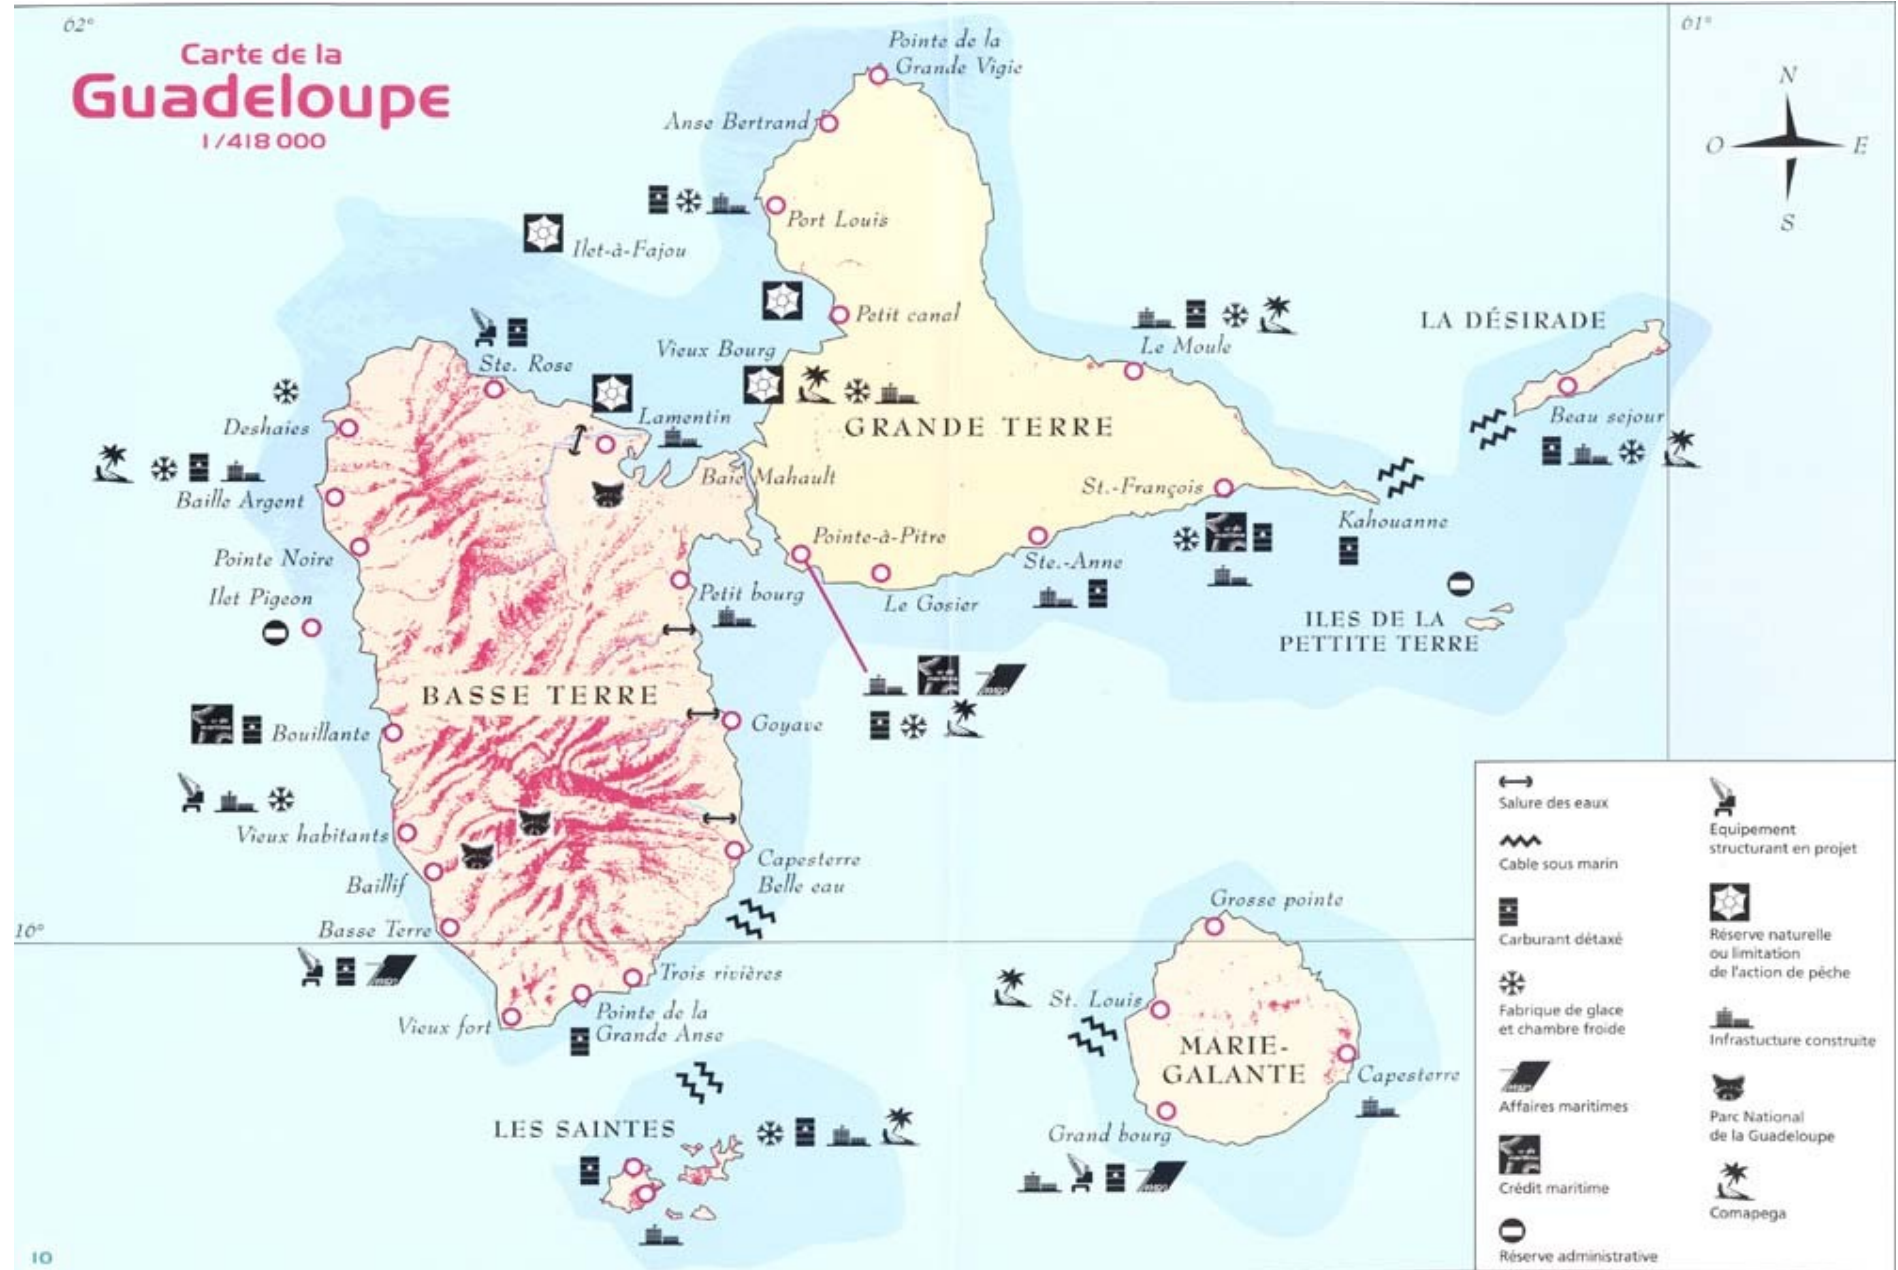 62°
61°
Carte de la
Guadeloupe
1/418 000
N
O
E
S
Pointe de la
Grande Vigie
Anse Bertrand
Port Louis
Ilet-à-Fajou
Petit canal
Vieux Bourg
Ste. Rose
Le Moule
LA DÉSIRADE
Lamentin
Deshaies
GRANDE TERRE
Beau sejour
Baie Mahault
Baille Argent
St.-François
Kahouanne
Pointe-à-Pitre
Pointe Noire
Ste.-Anne
Ilet Pigeon
Petit bourg
Le Gosier
ILES DE LA
PETTITE TERRE
BASSE TERRE
Goyave
Bouillante
Vieux habitants
Capesterre
Belle eau
Baillif
Basse Terre
16°
Grosse pointe
Trois rivières
Pointe de la
Grande Anse
Vieux fort
St. Louis
MARIE-
GALANTE
Capesterre
LES SAINTES
Grand bourg
Salure des eaux
Cable sous marin
Carburant détaxé
Fabrique de glace
et chambre froide
Affaires maritimes
Crédit maritime
Réserve administrative
Equipement
structurant en projet
Réserve naturelle
ou limitation
de l'action de pêche
Infrastucture construite
Parc National
de la Guadeloupe
Comapega
10